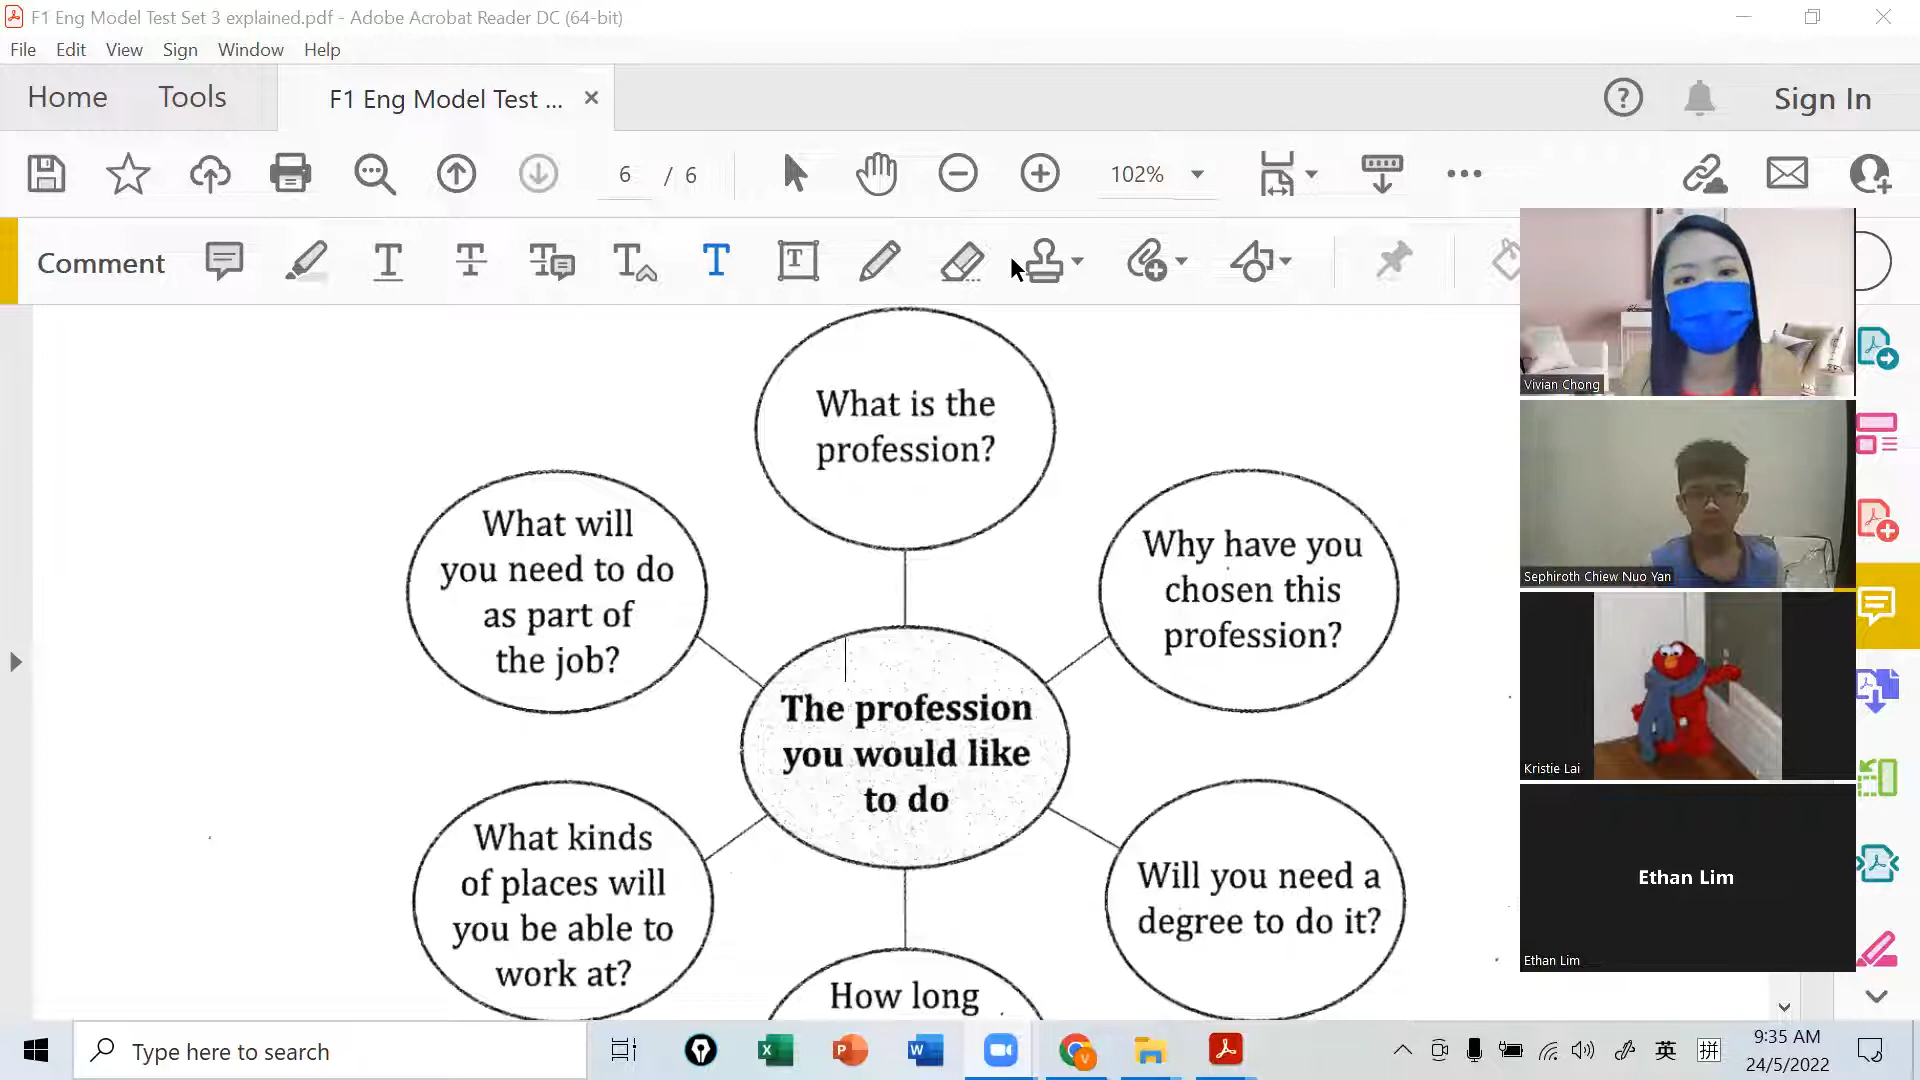 F1 Eng Model Test Set 3 explained.pdf - Adobe Acrobat Reader DC (64-bit)
File Edit View Sign Window Help
Home Tools F1 Eng Model Test ... Sign In
6 / 6 102%
Comment
What is the
profession?
What will
you need to do
as part of
the job?
Why have you
chosen this
profession?
The profession
you would like
to do
What kinds
of places will
you be able to
work at?
Will you need a
degree to do it?
How long
Vivian Chong
Sephiroth Chiew Nuo Yan
Kristie Lai
Ethan Lim
Ethan Lim
Type here to search
英 拼
9:35 AM
24/5/2022